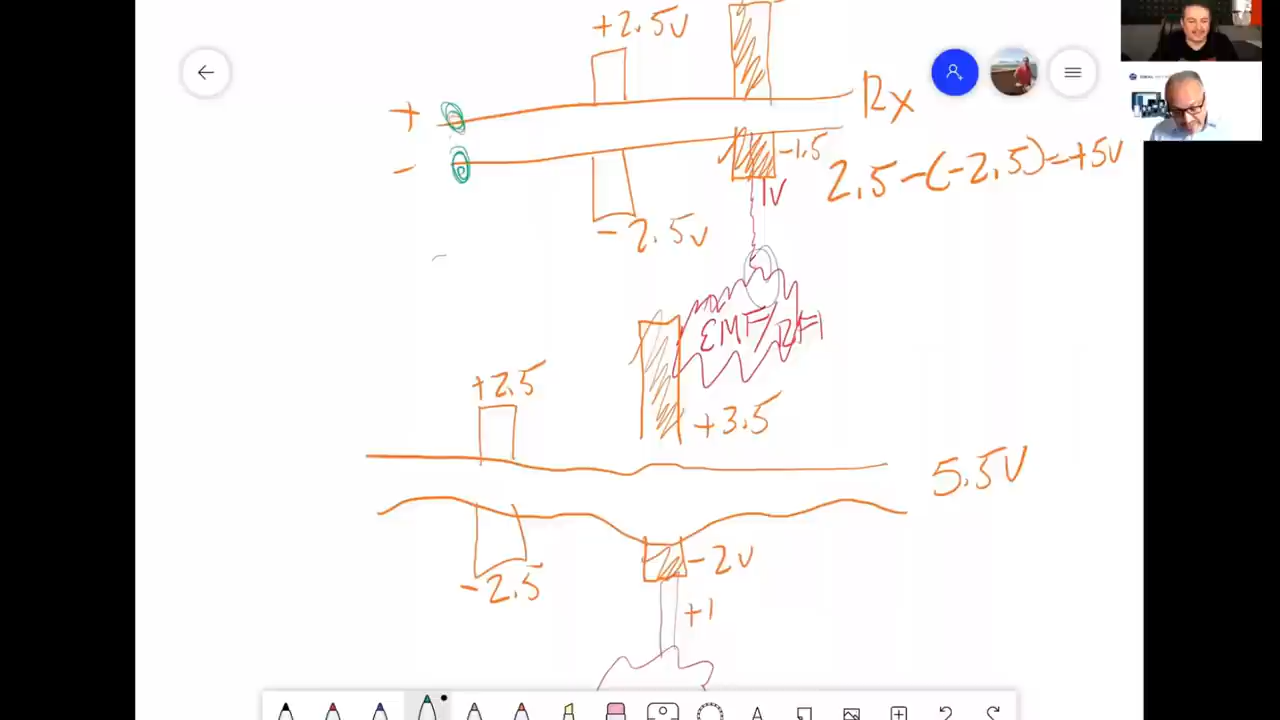 +2.5v
+
Rx
-
-1.5
2.5-(-2.5)=+5v
1v
-2.5v
EMF/RFI
+2.5
+3.5
5.5V
-2v
-2.5
+1
A